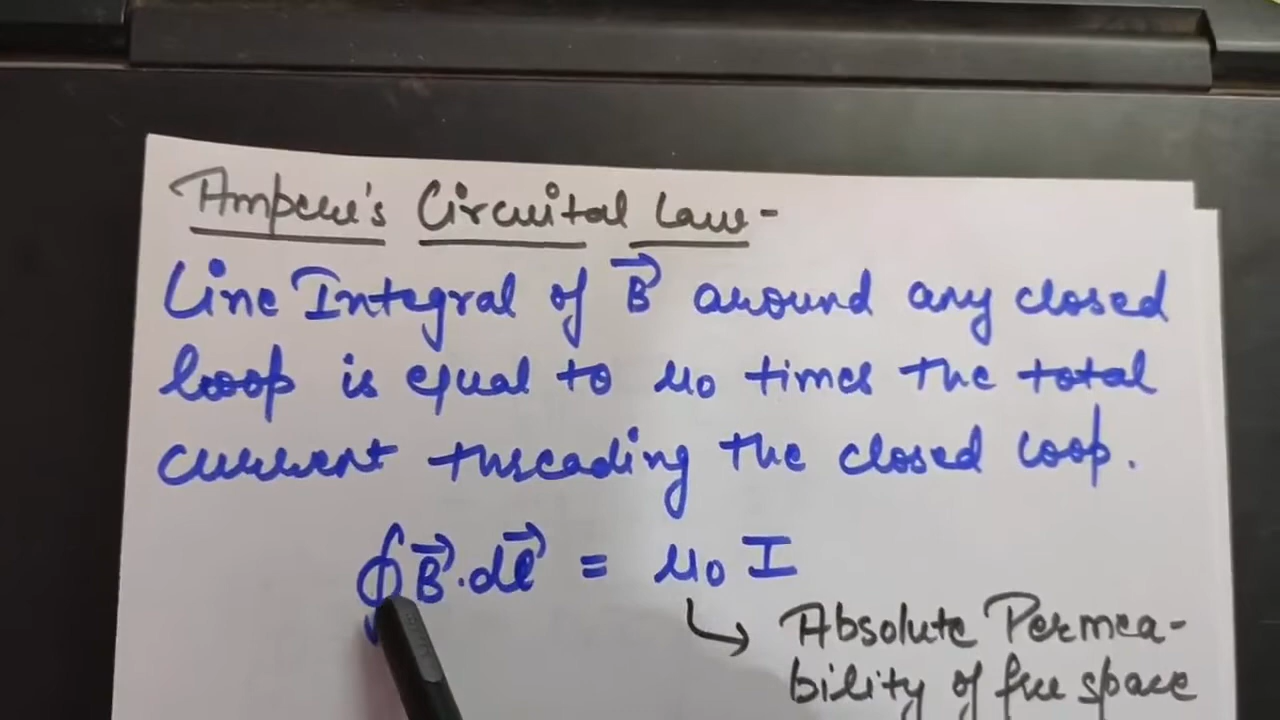 Ampere's Circuital Law-
Line Integral of B⃗ around any closed
loop is equal to μ0 times the total
current threading the closed loop.
∮B⃗.dl⃗ = μ0 I
↳ Absolute Permea-
bility of free space